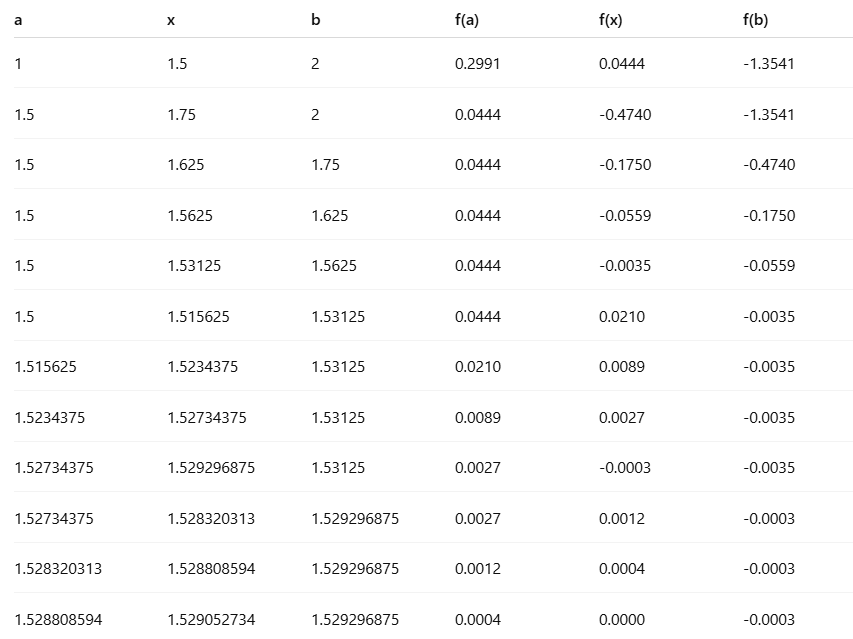 a x b f(a) f(x) f(b)
1 1.5 2 0.2991 0.0444 -1.3541
1.5 1.75 2 0.0444 -0.4740 -1.3541
1.5 1.625 1.75 0.0444 -0.1750 -0.4740
1.5 1.5625 1.625 0.0444 -0.0559 -0.1750
1.5 1.53125 1.5625 0.0444 -0.0035 -0.0559
1.5 1.515625 1.53125 0.0444 0.0210 -0.0035
1.515625 1.5234375 1.53125 0.0210 0.0089 -0.0035
1.5234375 1.52734375 1.53125 0.0089 0.0027 -0.0035
1.52734375 1.529296875 1.53125 0.0027 -0.0003 -0.0035
1.52734375 1.528320313 1.529296875 0.0027 0.0012 -0.0003
1.528320313 1.528808594 1.529296875 0.0012 0.0004 -0.0003
1.528808594 1.529052734 1.529296875 0.0004 0.0000 -0.0003